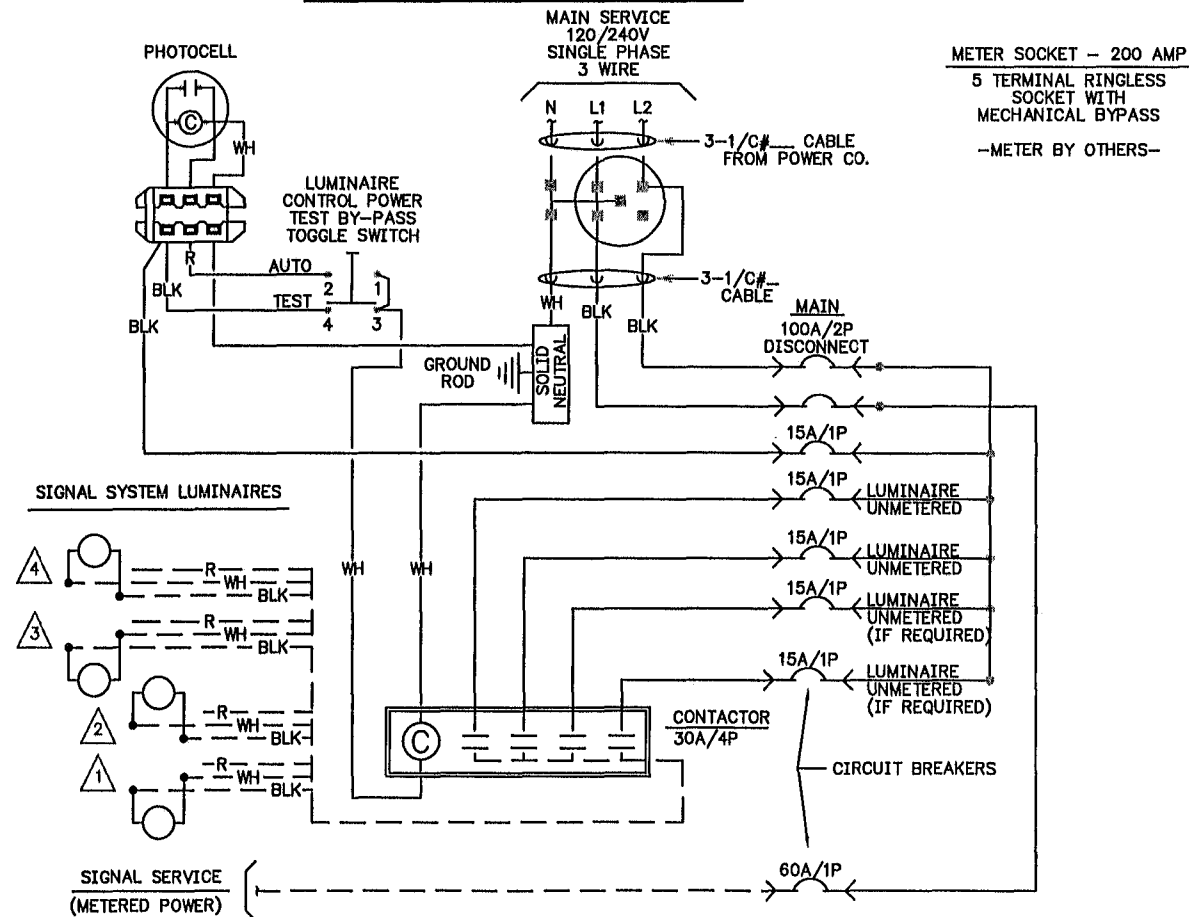 MAIN SERVICE
120/240V
SINGLE PHASE
3 WIRE
PHOTOCELL
METER SOCKET – 200 AMP
5 TERMINAL RINGLESS
SOCKET WITH
MECHANICAL BYPASS
–METER BY OTHERS–
N L1 L2
C
WH
3–1/C#__ CABLE
FROM POWER CO.
LUMINAIRE
CONTROL POWER
TEST BY–PASS
TOGGLE SWITCH
R
AUTO
2 1
BLK
TEST
4 3
BLK
3–1/C#_
CABLE
WH
BLK
BLK
MAIN
100A/2P
DISCONNECT
GROUND
ROD
SOLID
NEUTRAL
15A/1P
15A/1P
LUMINAIRE
UNMETERED
SIGNAL SYSTEM LUMINAIRES
15A/1P
LUMINAIRE
UNMETERED
4
R
WH
BLK
WH
WH
15A/1P
LUMINAIRE
UNMETERED
(IF REQUIRED)
3
R
WH
BLK
15A/1P
LUMINAIRE
UNMETERED
(IF REQUIRED)
2
R
WH
BLK
C
CONTACTOR
30A/4P
1
R
WH
BLK
CIRCUIT BREAKERS
SIGNAL SERVICE
(METERED POWER)
60A/1P